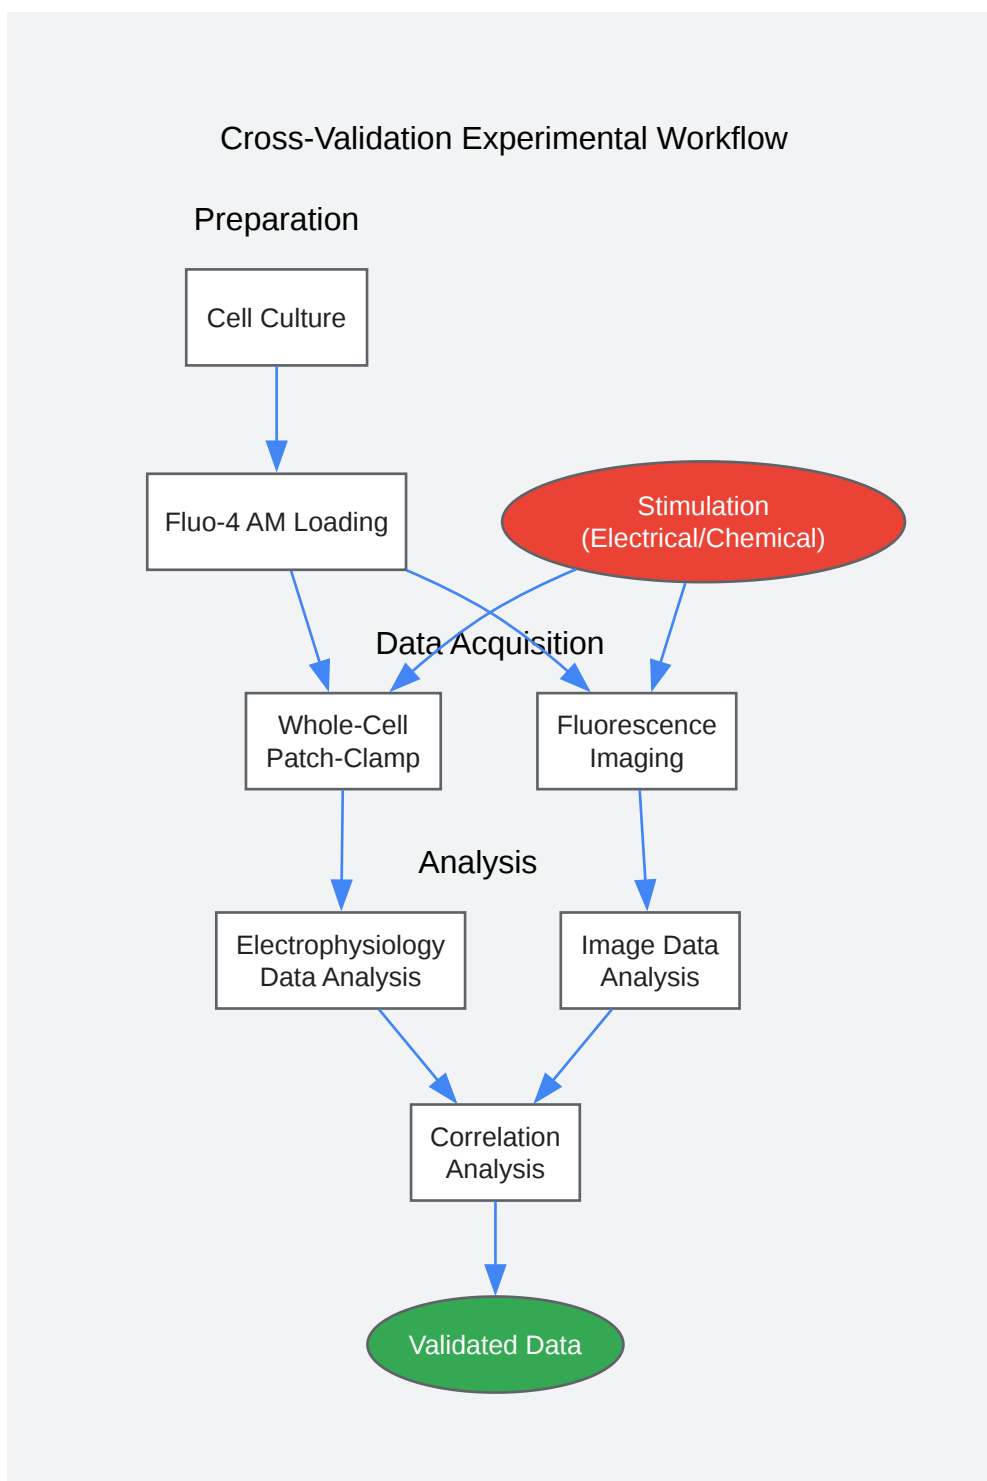 Cross-Validation Experimental Workflow
Preparation
Cell Culture
Fluo-4 AM Loading
Stimulation
(Electrical/Chemical)
Data Acquisition
Whole-Cell
Patch-Clamp
Fluorescence
Imaging
Analysis
Electrophysiology
Data Analysis
Image Data
Analysis
Correlation
Analysis
Validated Data